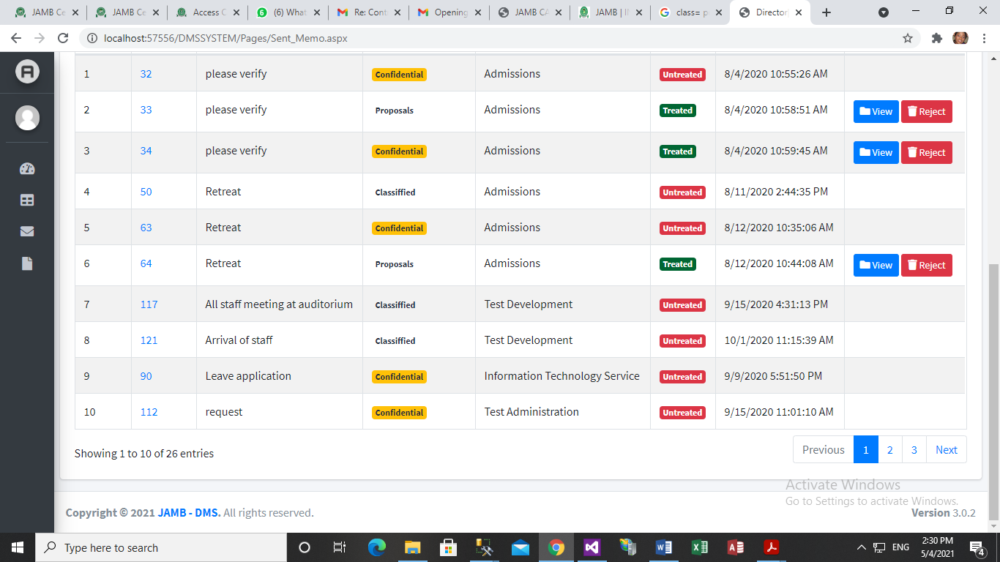 JAMB Ce
JAMB Ce
Access C
(6) What
Re: Cont
Opening
JAMB CA
JAMB | I
class= p
Director
localhost:57556/DMSSYSTEM/Pages/Sent_Memo.aspx
1 32 please verify Confidential Admissions Untreated 8/4/2020 10:55:26 AM
2 33 please verify Proposals Admissions Treated 8/4/2020 10:58:51 AM View Reject
3 34 please verify Confidential Admissions Treated 8/4/2020 10:59:45 AM View Reject
4 50 Retreat Classiffied Admissions Untreated 8/11/2020 2:44:35 PM
5 63 Retreat Confidential Admissions Untreated 8/12/2020 10:35:06 AM
6 64 Retreat Proposals Admissions Treated 8/12/2020 10:44:08 AM View Reject
7 117 All staff meeting at auditorium Classiffied Test Development Untreated 9/15/2020 4:31:13 PM
8 121 Arrival of staff Classiffied Test Development Untreated 10/1/2020 11:15:39 AM
9 90 Leave application Confidential Information Technology Service Untreated 9/9/2020 5:51:50 PM
10 112 request Confidential Test Administration Untreated 9/15/2020 11:01:10 AM
Showing 1 to 10 of 26 entries
Previous 1 2 3 Next
Activate Windows
Go to Settings to activate Windows.
Copyright © 2021 JAMB - DMS. All rights reserved.
Version 3.0.2
Type here to search
ENG
2:30 PM
5/4/2021
4